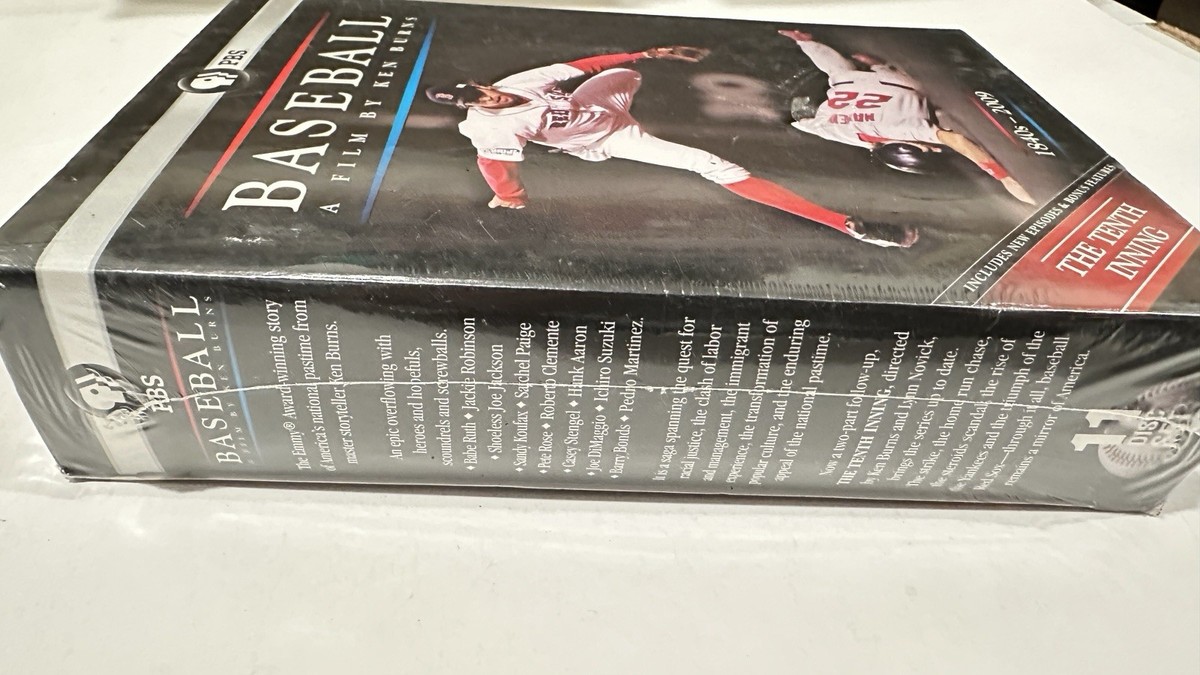 PBS
BASEBALL
A FILM BY KEN BURNS
22
1840s–2009
INCLUDES NEW EPISODES & BONUS FEATURES
THE TENTH
INNING
PBS
BASEBALL
A FILM BY KEN BURNS
The Emmy® Award-winning story
of America's national pastime from
master storyteller Ken Burns.
An epic overflowing with
heroes and hopefuls,
scoundrels and screwballs.
♦ Babe Ruth ♦ Jackie Robinson
♦ Shoeless Joe Jackson
♦ Sandy Koufax ♦ Satchel Paige
♦ Pete Rose ♦ Roberto Clemente
♦ Casey Stengel ♦ Hank Aaron
♦ Joe DiMaggio ♦ Ichiro Suzuki
♦ Barry Bonds ♦ Pedro Martinez.
It is a saga spanning the quest for
racial justice, the clash of labor
and management, the immigrant
experience, the transformation of
popular culture, and the enduring
appeal of the national pastime.
Now a two-part follow-up,
THE TENTH INNING, directed
by Ken Burns and Lynn Novick,
brings the series up to date.
The strike, the home run chase,
the steroids scandal, the rise of
the Yankees and the triumph of the
Red Sox—through it all baseball
remains a mirror of America.
11
DISC